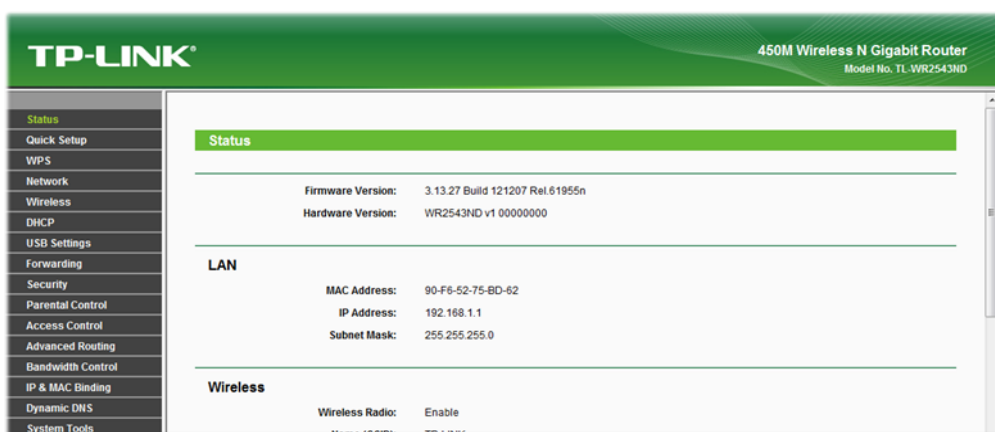 TP-LINK®
450M Wireless N Gigabit Router
Model No. TL-WR2543ND
Status
Quick Setup
WPS
Network
Wireless
DHCP
USB Settings
Forwarding
Security
Parental Control
Access Control
Advanced Routing
Bandwidth Control
IP & MAC Binding
Dynamic DNS
System Tools
Status
Firmware Version: 3.13.27 Build 121207 Rel.61955n
Hardware Version: WR2543ND v1 00000000
LAN
MAC Address: 90-F6-52-75-BD-62
IP Address: 192.168.1.1
Subnet Mask: 255.255.255.0
Wireless
Wireless Radio: Enable